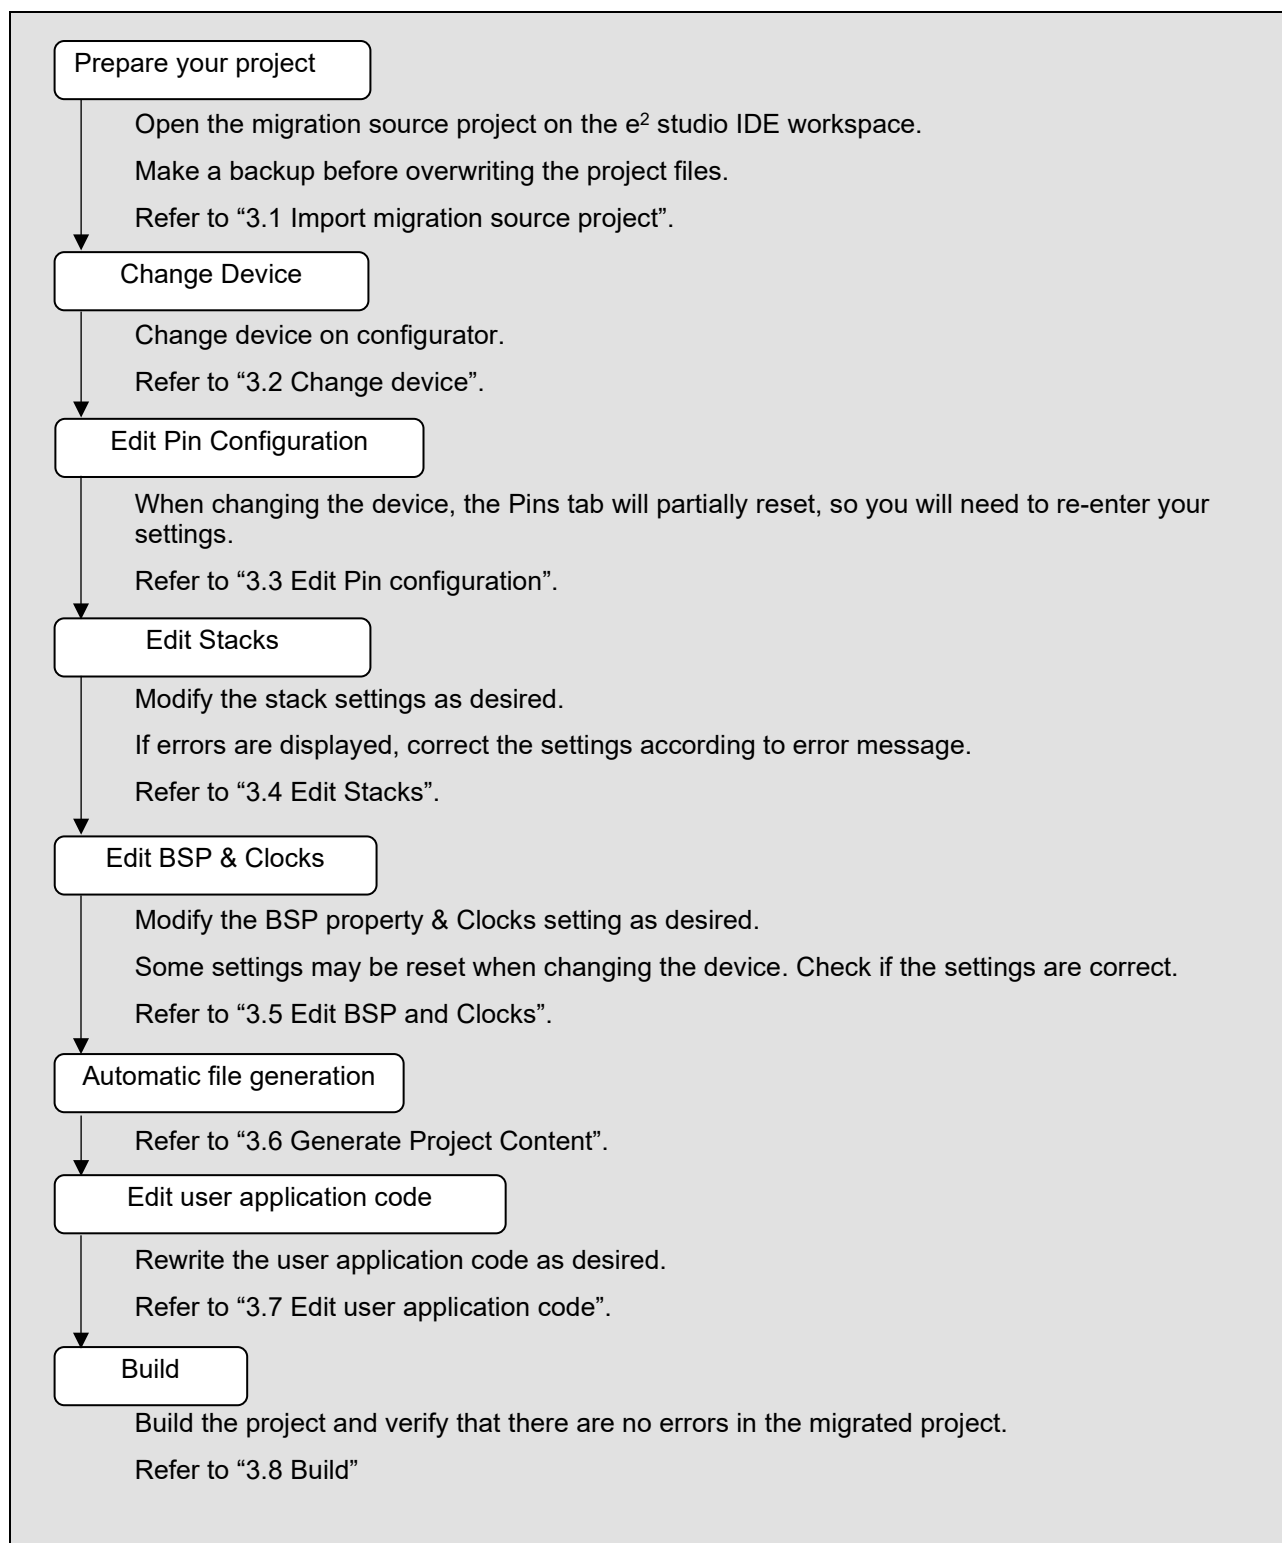 Prepare your project
Open the migration source project on the e² studio IDE workspace.
Make a backup before overwriting the project files.
Refer to “3.1 Import migration source project”.
Change Device
Change device on configurator.
Refer to “3.2 Change device”.
Edit Pin Configuration
When changing the device, the Pins tab will partially reset, so you will need to re-enter your
settings.
Refer to “3.3 Edit Pin configuration”.
Edit Stacks
Modify the stack settings as desired.
If errors are displayed, correct the settings according to error message.
Refer to “3.4 Edit Stacks”.
Edit BSP & Clocks
Modify the BSP property & Clocks setting as desired.
Some settings may be reset when changing the device. Check if the settings are correct.
Refer to “3.5 Edit BSP and Clocks”.
Automatic file generation
Refer to “3.6 Generate Project Content”.
Edit user application code
Rewrite the user application code as desired.
Refer to “3.7 Edit user application code”.
Build
Build the project and verify that there are no errors in the migrated project.
Refer to “3.8 Build”